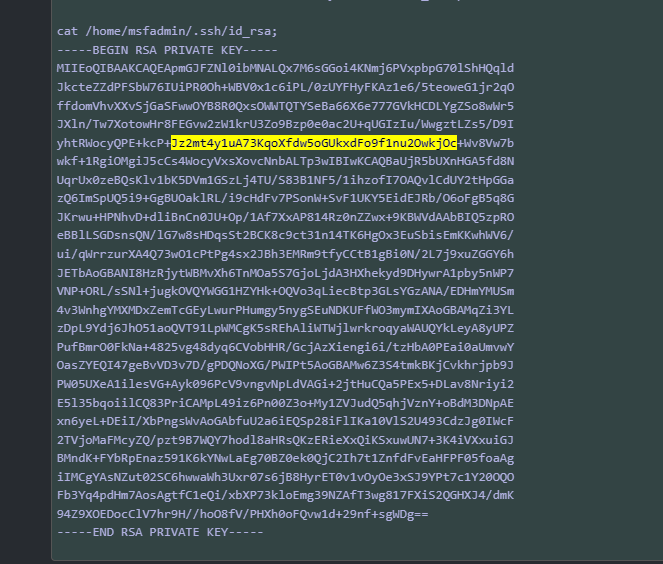 cat /home/msfadmin/.ssh/id_rsa;
-----BEGIN RSA PRIVATE KEY-----
MIIEoQIBAAKCAQEApmGJFZNl0ibMNALQx7M6sGGoi4KNmj6PVxpbpG70lShHQqld
JkcteZZdPFSbW76IUiPR0Oh+WBV0x1c6iPL/0zUYFHyFKAz1e6/5teoweG1jr2qO
ffdomVhvXXvSjGaSFwwOYB8R0QxsOWWTQTYSeBa66X6e777GVkHCDLYgZSo8wWr5
JXln/Tw7XotowHr8FEGvw2zW1krU3Zo9Bzp0e0ac2U+qUGIzIu/WwgztLZs5/D9I
yhtRWocyQPE+kcP+Jz2mt4y1uA73KqoXfdw5oGUkxdFo9f1nu2OwkjOc+Wv8Vw7b
wkf+1RgiOMgiJ5cCs4WocyVxsXovcNnbALTp3wIBIwKCAQBaUjR5bUXnHGA5fd8N
UqrUx0zeBQsKlv1bK5DVm1GSzLj4TU/S83B1NF5/1ihzofI7OAQvlCdUY2tHpGGa
zQ6ImSpUQ5i9+GgBUOaklRL/i9cHdFv7PSonW+SvF1UKY5EidEJRb/O6oFgB5q8G
JKrwu+HPNhvD+dliBnCn0JU+Op/1Af7XxAP814Rz0nZZwx+9KBWVdAAbBIQ5zpRO
eBBlLSGDsnsQN/lG7w8sHDqsSt2BCK8c9ct31n14TK6HgOx3EuSbisEmKKwhWV6/
ui/qWrrzurXA4Q73wO1cPtPg4sx2JBh3EMRm9tfyCCtB1gBi0N/2L7j9xuZGGY6h
JETbAoGBANI8HzRjytWBMvXh6TnMOa5S7GjoLjdA3HXhekyd9DHywrA1pby5nWP7
VNP+ORL/sSNl+jugkOVQYWGG1HZYHk+OQVo3qLiecBtp3GLsYGzANA/EDHmYMUSm
4v3WnhgYMXMDxZemTcGEyLwurPHumgy5nygSEuNDKUFfWO3mymIXAoGBAMqZi3YL
zDpL9Ydj6JhO51aoQVT91LpWMCgK5sREhAliWTWjlwrkroqyaWAUQYkLeyA8yUPZ
PufBmrO0FkNa+4825vg48dyq6CVobHHR/GcjAzXiengi6i/tzHbA0PEai0aUmvwY
OasZYEQI47geBvVD3v7D/gPDQNoXG/PWIPt5AoGBAMw6Z3S4tmkBKjCvkhrjpb9J
PW05UXeA1ilesVG+Ayk096PcV9vngvNpLdVAGi+2jtHuCQa5PEx5+DLav8Nriyi2
E5l35bqoiilCQ83PriCAMpL49iz6Pn00Z3o+My1ZVJudQ5qhjVznY+oBdM3DNpAE
xn6yeL+DEiI/XbPngsWvAoGAbfuU2a6iEQSp28iFlIKa10VlS2U493CdzJg0IWcF
2TVjoMaFMcyZQ/pzt9B7WQY7hodl8aHRsQKzERieXxQiKSxuwUN7+3K4iVXxuiGJ
BMndK+FYbRpEnaz591K6kYNwLaEg70BZ0ek0QjC2Ih7t1ZnfdFvEaHFPF05foaAg
iIMCgYAsNZut02SC6hwwaWh3Uxr07s6jB8HyrET0v1vOyOe3xSJ9YPt7c1Y20OQO
Fb3Yq4pdHm7AosAgtfC1eQi/xbXP73kloEmg39NZAfT3wg817FXiS2QGHXJ4/dmK
94Z9XOEDocClV7hr9H//hoO8fV/PHXh0oFQvw1d+29nf+sgWDg==
-----END RSA PRIVATE KEY-----